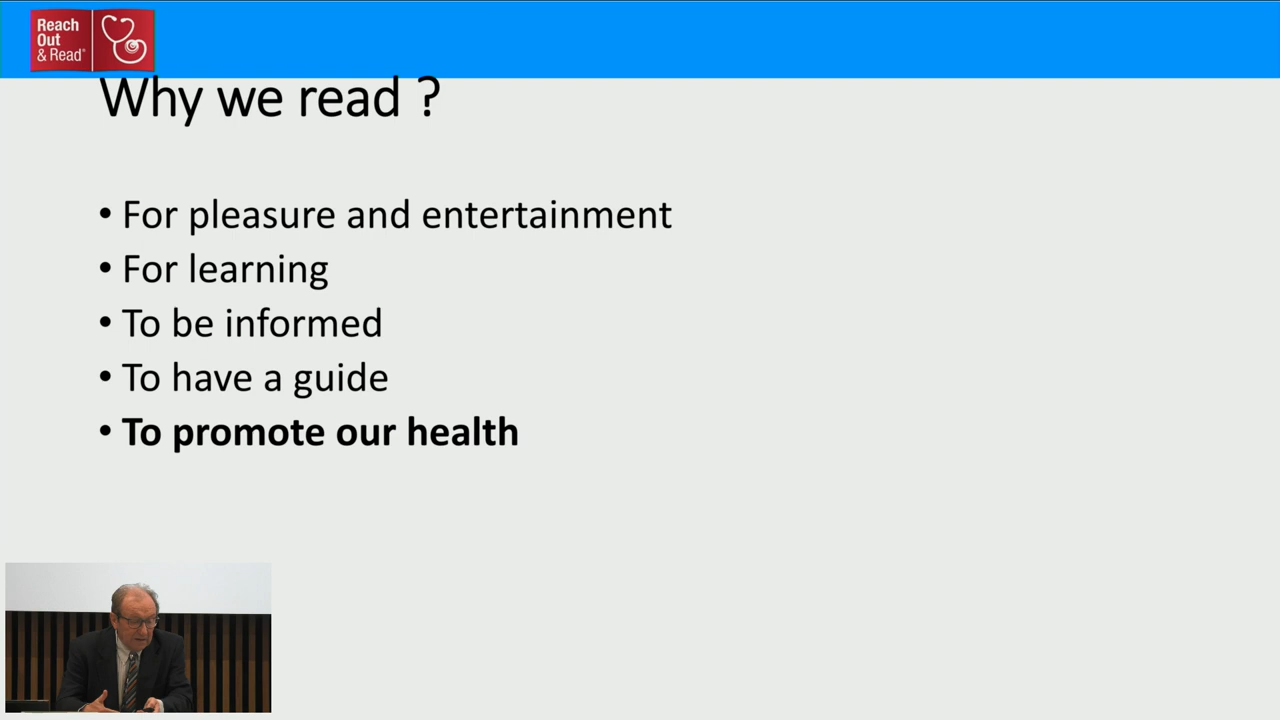 Reach
Out
& Read®
Why we read ?
• For pleasure and entertainment
• For learning
• To be informed
• To have a guide
• To promote our health